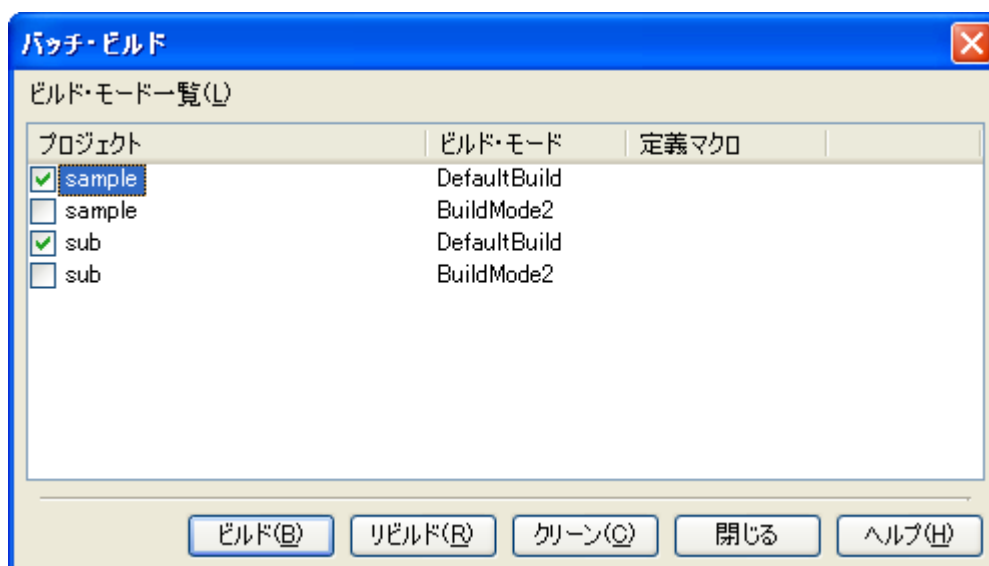 バッチ・ビルド
ビルド・モード一覧(L)
プロジェクト ビルド・モード 定義マクロ
sample DefaultBuild
sample BuildMode2
sub DefaultBuild
sub BuildMode2
ビルド(B) リビルド(R) クリーン(C) 閉じる ヘルプ(H)